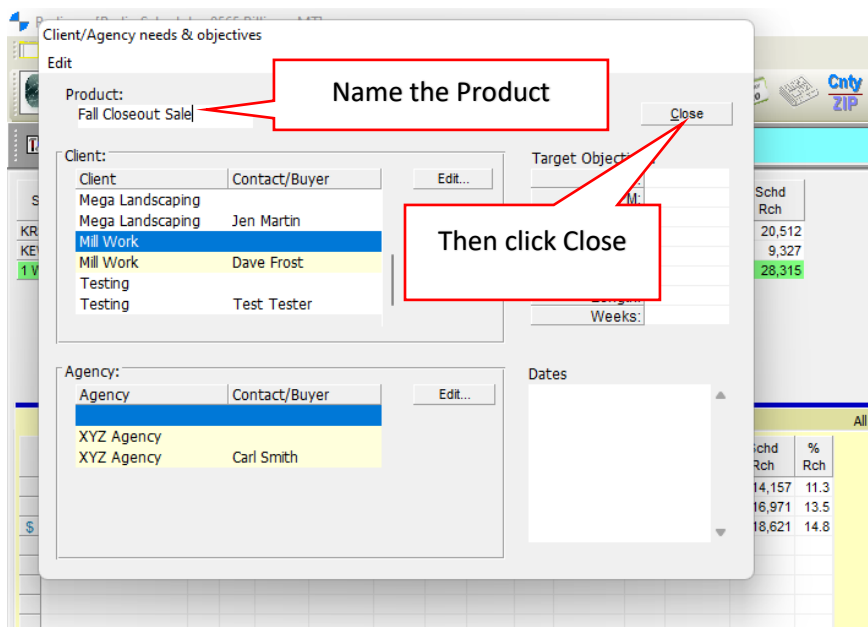 Client/Agency needs & objectives
Edit
Cnty
ZIP
Product:
Fall Closeout Sale
Name the Product
Close
Client:
Client Contact/Buyer
Edit...
Mega Landscaping
Mega Landscaping Jen Martin
Mill Work
Mill Work Dave Frost
Testing
Testing Test Tester
Then click Close
M:
Weeks:
Schd
Rch
20,512
9,327
28,315
KR
KE
1 W
Agency:
Agency Contact/Buyer
Edit...
XYZ Agency
XYZ Agency Carl Smith
Dates
All
% 
Rch Rch
14,157 11.3
16,971 13.5
$ 18,621 14.8